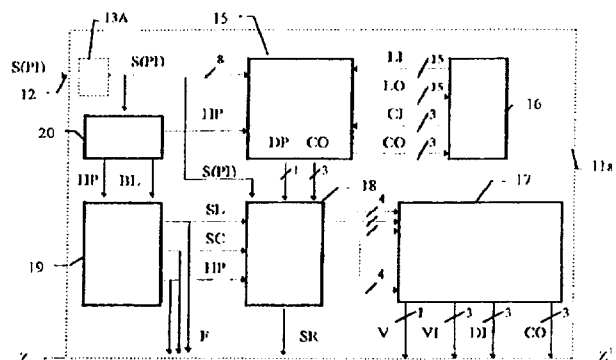 13A
15
S(PI)
S(PI)
8
LI
15
LO
15
12
CI
3
16
20
HP
DP
CO
CO
3
11a
HP
BL
S(PI)
1
3
18
17
SL
4
19
SC
HP
4
F
SR
V
1
VI
3
DI
3
CO
3